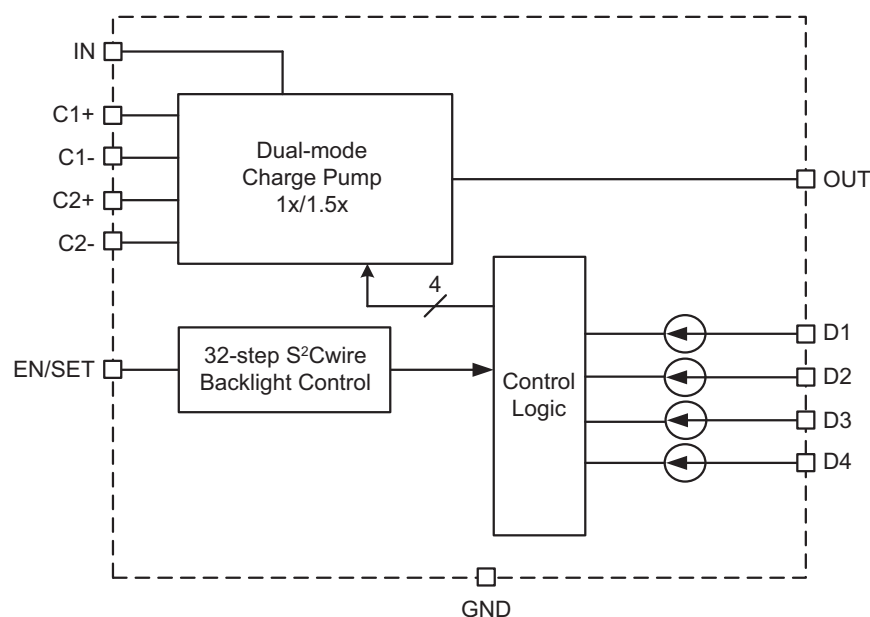 IN
C1+
C1-
C2+
C2-
Dual-mode
Charge Pump
1x/1.5x
OUT
4
EN/SET
32-step S²Cwire
Backlight Control
Control
Logic
D1
D2
D3
D4
GND